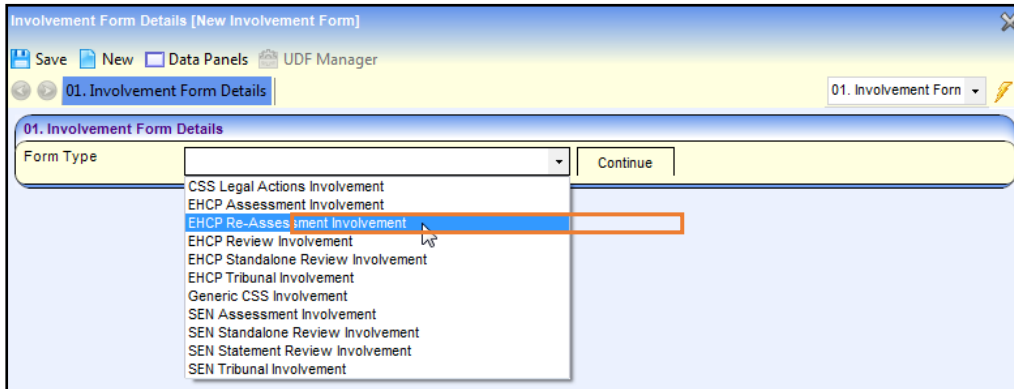 Involvement Form Details [New Involvement Form]
Save New Data Panels UDF Manager
01. Involvement Form Details 01. Involvement Forn
01. Involvement Form Details
Form Type Continue
CSS Legal Actions Involvement
EHCP Assessment Involvement
EHCP Re-Assessment Involvement
EHCP Review Involvement
EHCP Standalone Review Involvement
EHCP Tribunal Involvement
Generic CSS Involvement
SEN Assessment Involvement
SEN Standalone Review Involvement
SEN Statement Review Involvement
SEN Tribunal Involvement